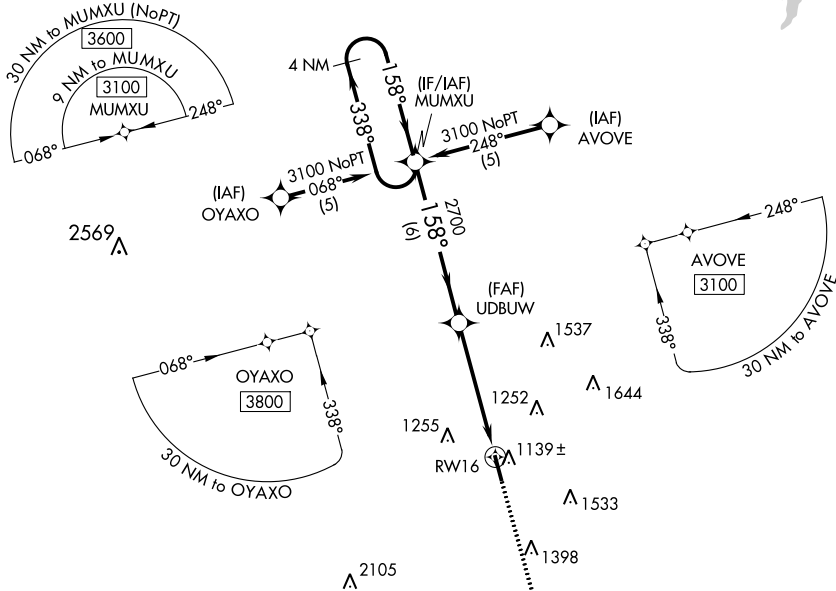 30 NM to MUMXU (NoPT)
3600
9 NM to MUMXU
3100
MUMXU
068°
248°
4 NM
158°
338°
(IF/IAF)
MUMXU
3100 NoPT
248°
(5)
(IAF)
AVOVE
3100 NoPT
068°
(5)
(IAF)
OYAXO
2569
2700
158°
(6)
248°
AVOVE
3100
338°
30 NM to AVOVE
(FAF)
UDBUW
068°
OYAXO
3800
338°
30 NM to OYAXO
1537
1644
1252
1255
RW16
1139±
1533
1398
2105